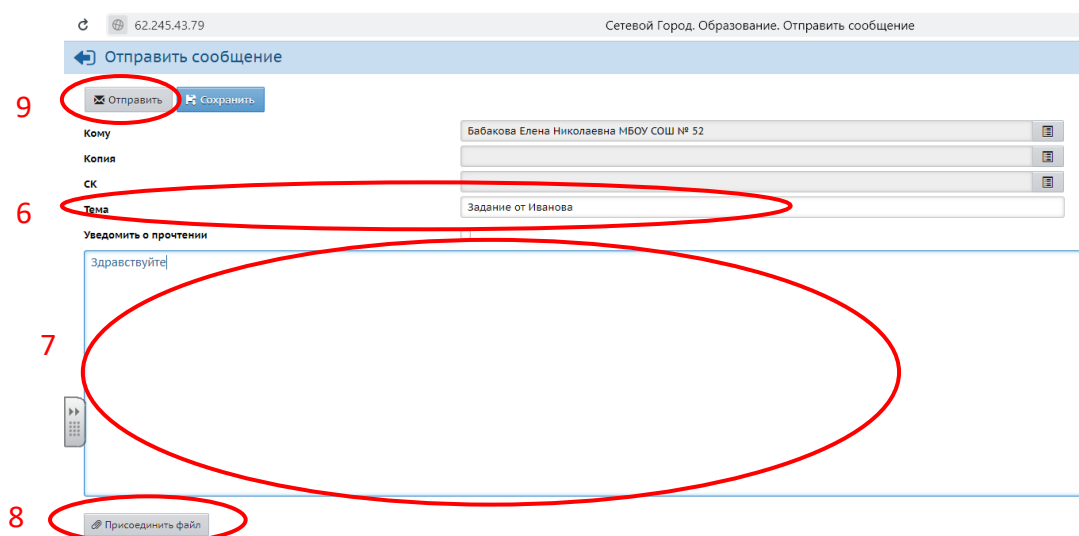 62.245.43.79 Сетевой Город. Образование. Отправить сообщение
Отправить сообщение
9 Отправить Сохранить
Кому Бабакова Елена Николаевна МБОУ СОШ № 52
Копия
СК
6 Тема Задание от Иванова
Уведомить о прочтении
Здравствуйте
7
8 Присоединить файл